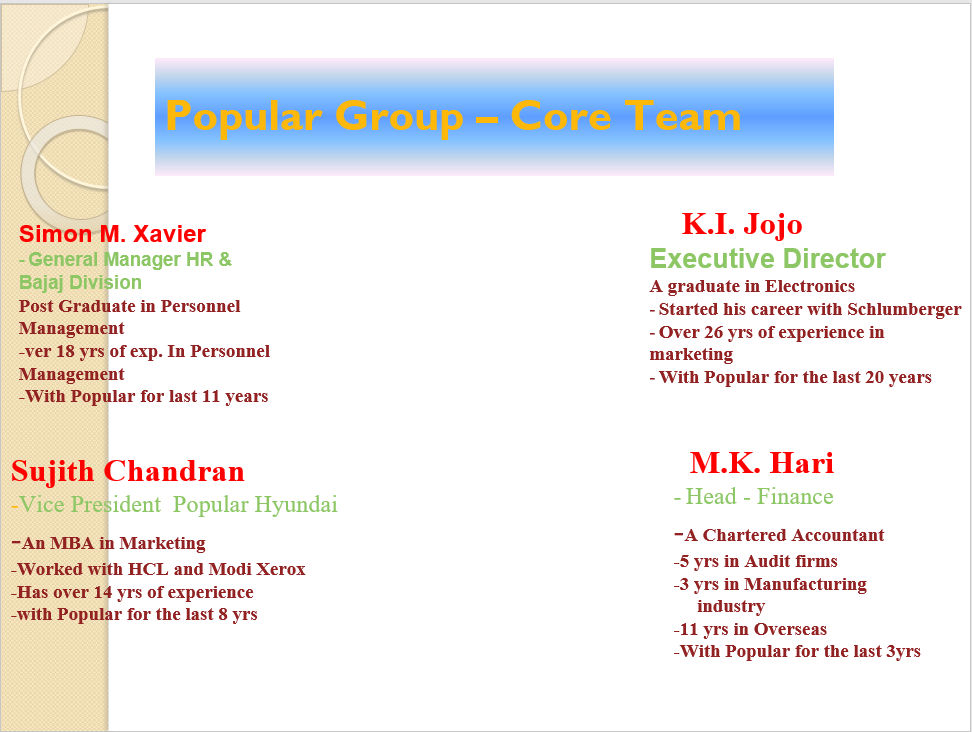 Popular Group – Core Team
Simon M. Xavier
- General Manager HR &
Bajaj Division
Post Graduate in Personnel
Management
-ver 18 yrs of exp. In Personnel
Management
-With Popular for last 11 years
K.I. Jojo
Executive Director
A graduate in Electronics
- Started his career with Schlumberger
- Over 26 yrs of experience in
marketing
- With Popular for the last 20 years
Sujith Chandran
-Vice President Popular Hyundai
-An MBA in Marketing
-Worked with HCL and Modi Xerox
-Has over 14 yrs of experience
-with Popular for the last 8 yrs
M.K. Hari
- Head - Finance
-A Chartered Accountant
-5 yrs in Audit firms
-3 yrs in Manufacturing
industry
-11 yrs in Overseas
-With Popular for the last 3yrs